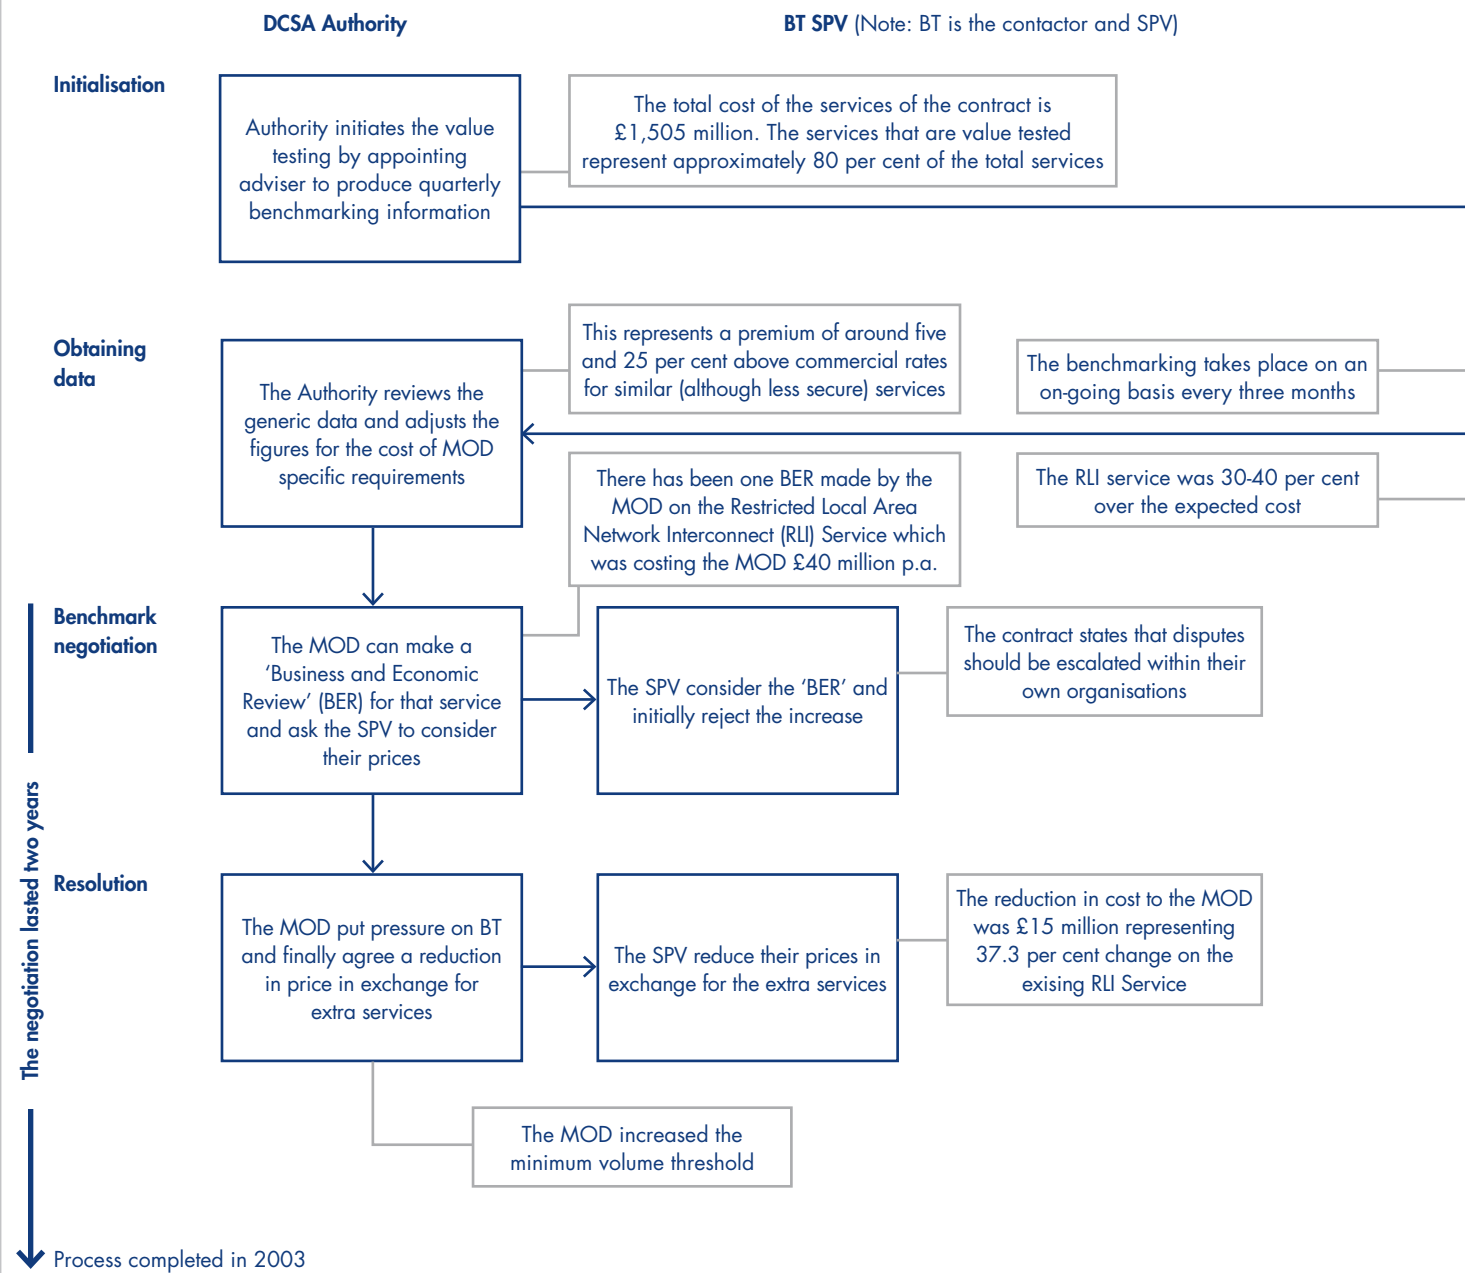 DCSA Authority
BT SPV (Note: BT is the contactor and SPV)
Initialisation
Authority initiates the value
testing by appointing
adviser to produce quarterly
benchmarking information
The total cost of the services of the contract is
£1,505 million. The services that are value tested
represent approximately 80 per cent of the total services
Obtaining
data
The Authority reviews the
generic data and adjusts the
figures for the cost of MOD
specific requirements
This represents a premium of around five
and 25 per cent above commercial rates
for similar (although less secure) services
The benchmarking takes place on an
on-going basis every three months
There has been one BER made by the
MOD on the Restricted Local Area
Network Interconnect (RLI) Service which
was costing the MOD £40 million p.a.
The RLI service was 30-40 per cent
over the expected cost
Benchmark
negotiation
The MOD can make a
‘Business and Economic
Review’ (BER) for that service
and ask the SPV to consider
their prices
The SPV consider the ‘BER’ and
initially reject the increase
The contract states that disputes
should be escalated within their
own organisations
The negotiation lasted two years
Resolution
The MOD put pressure on BT
and finally agree a reduction
in price in exchange for
extra services
The SPV reduce their prices in
exchange for the extra services
The reduction in cost to the MOD
was £15 million representing
37.3 per cent change on the
exising RLI Service
The MOD increased the
minimum volume threshold
Process completed in 2003